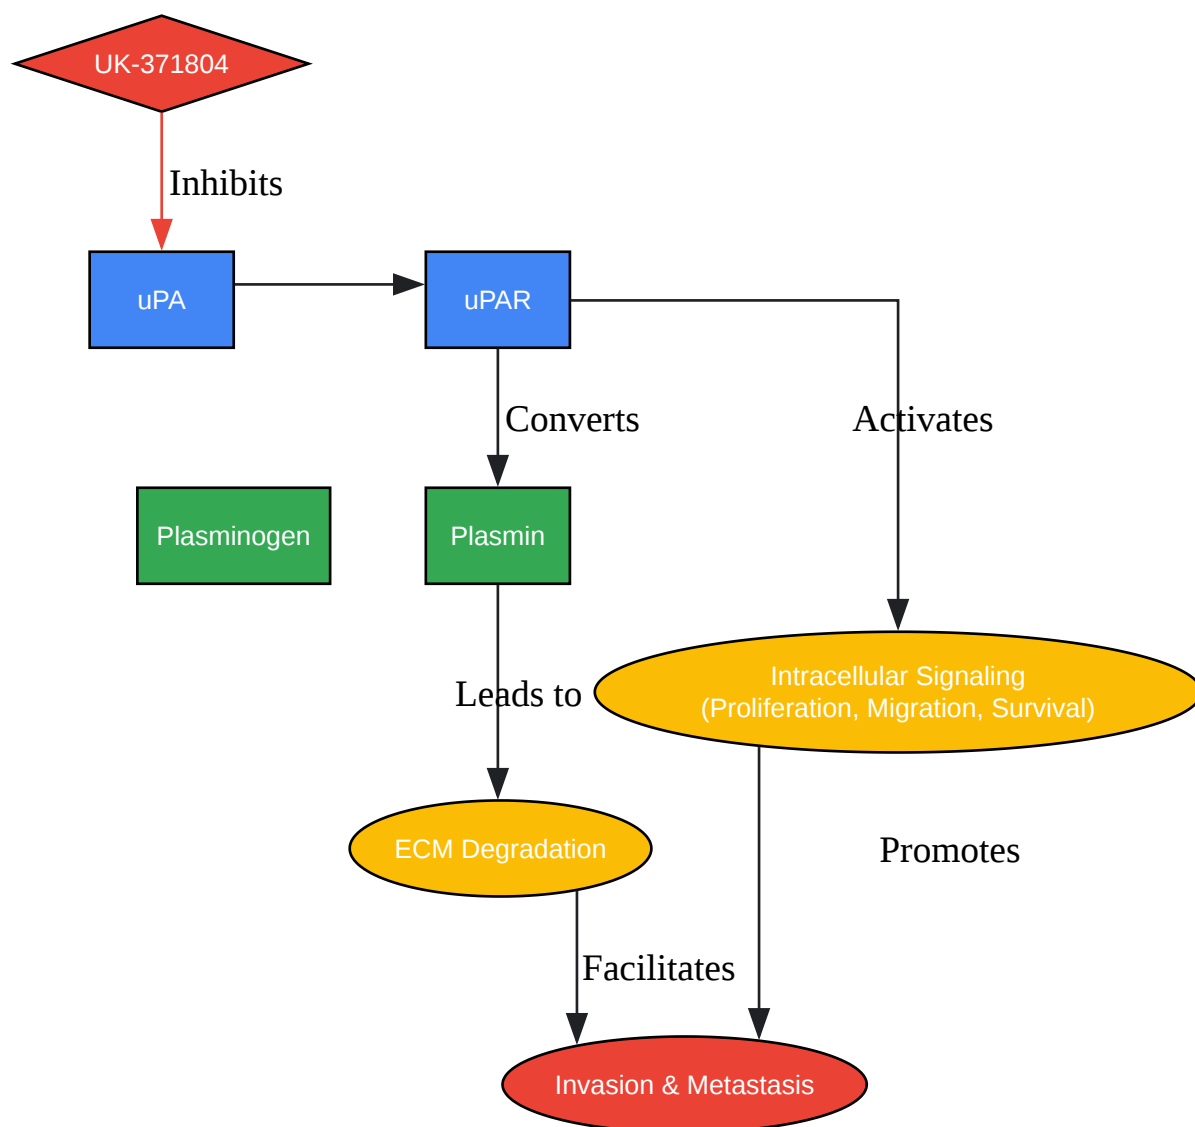 UK-371804
Inhibits
uPA
uPAR
Converts
Activates
Plasminogen
Plasmin
Intracellular Signaling
(Proliferation, Migration, Survival)
Leads to
ECM Degradation
Promotes
Facilitates
Invasion & Metastasis